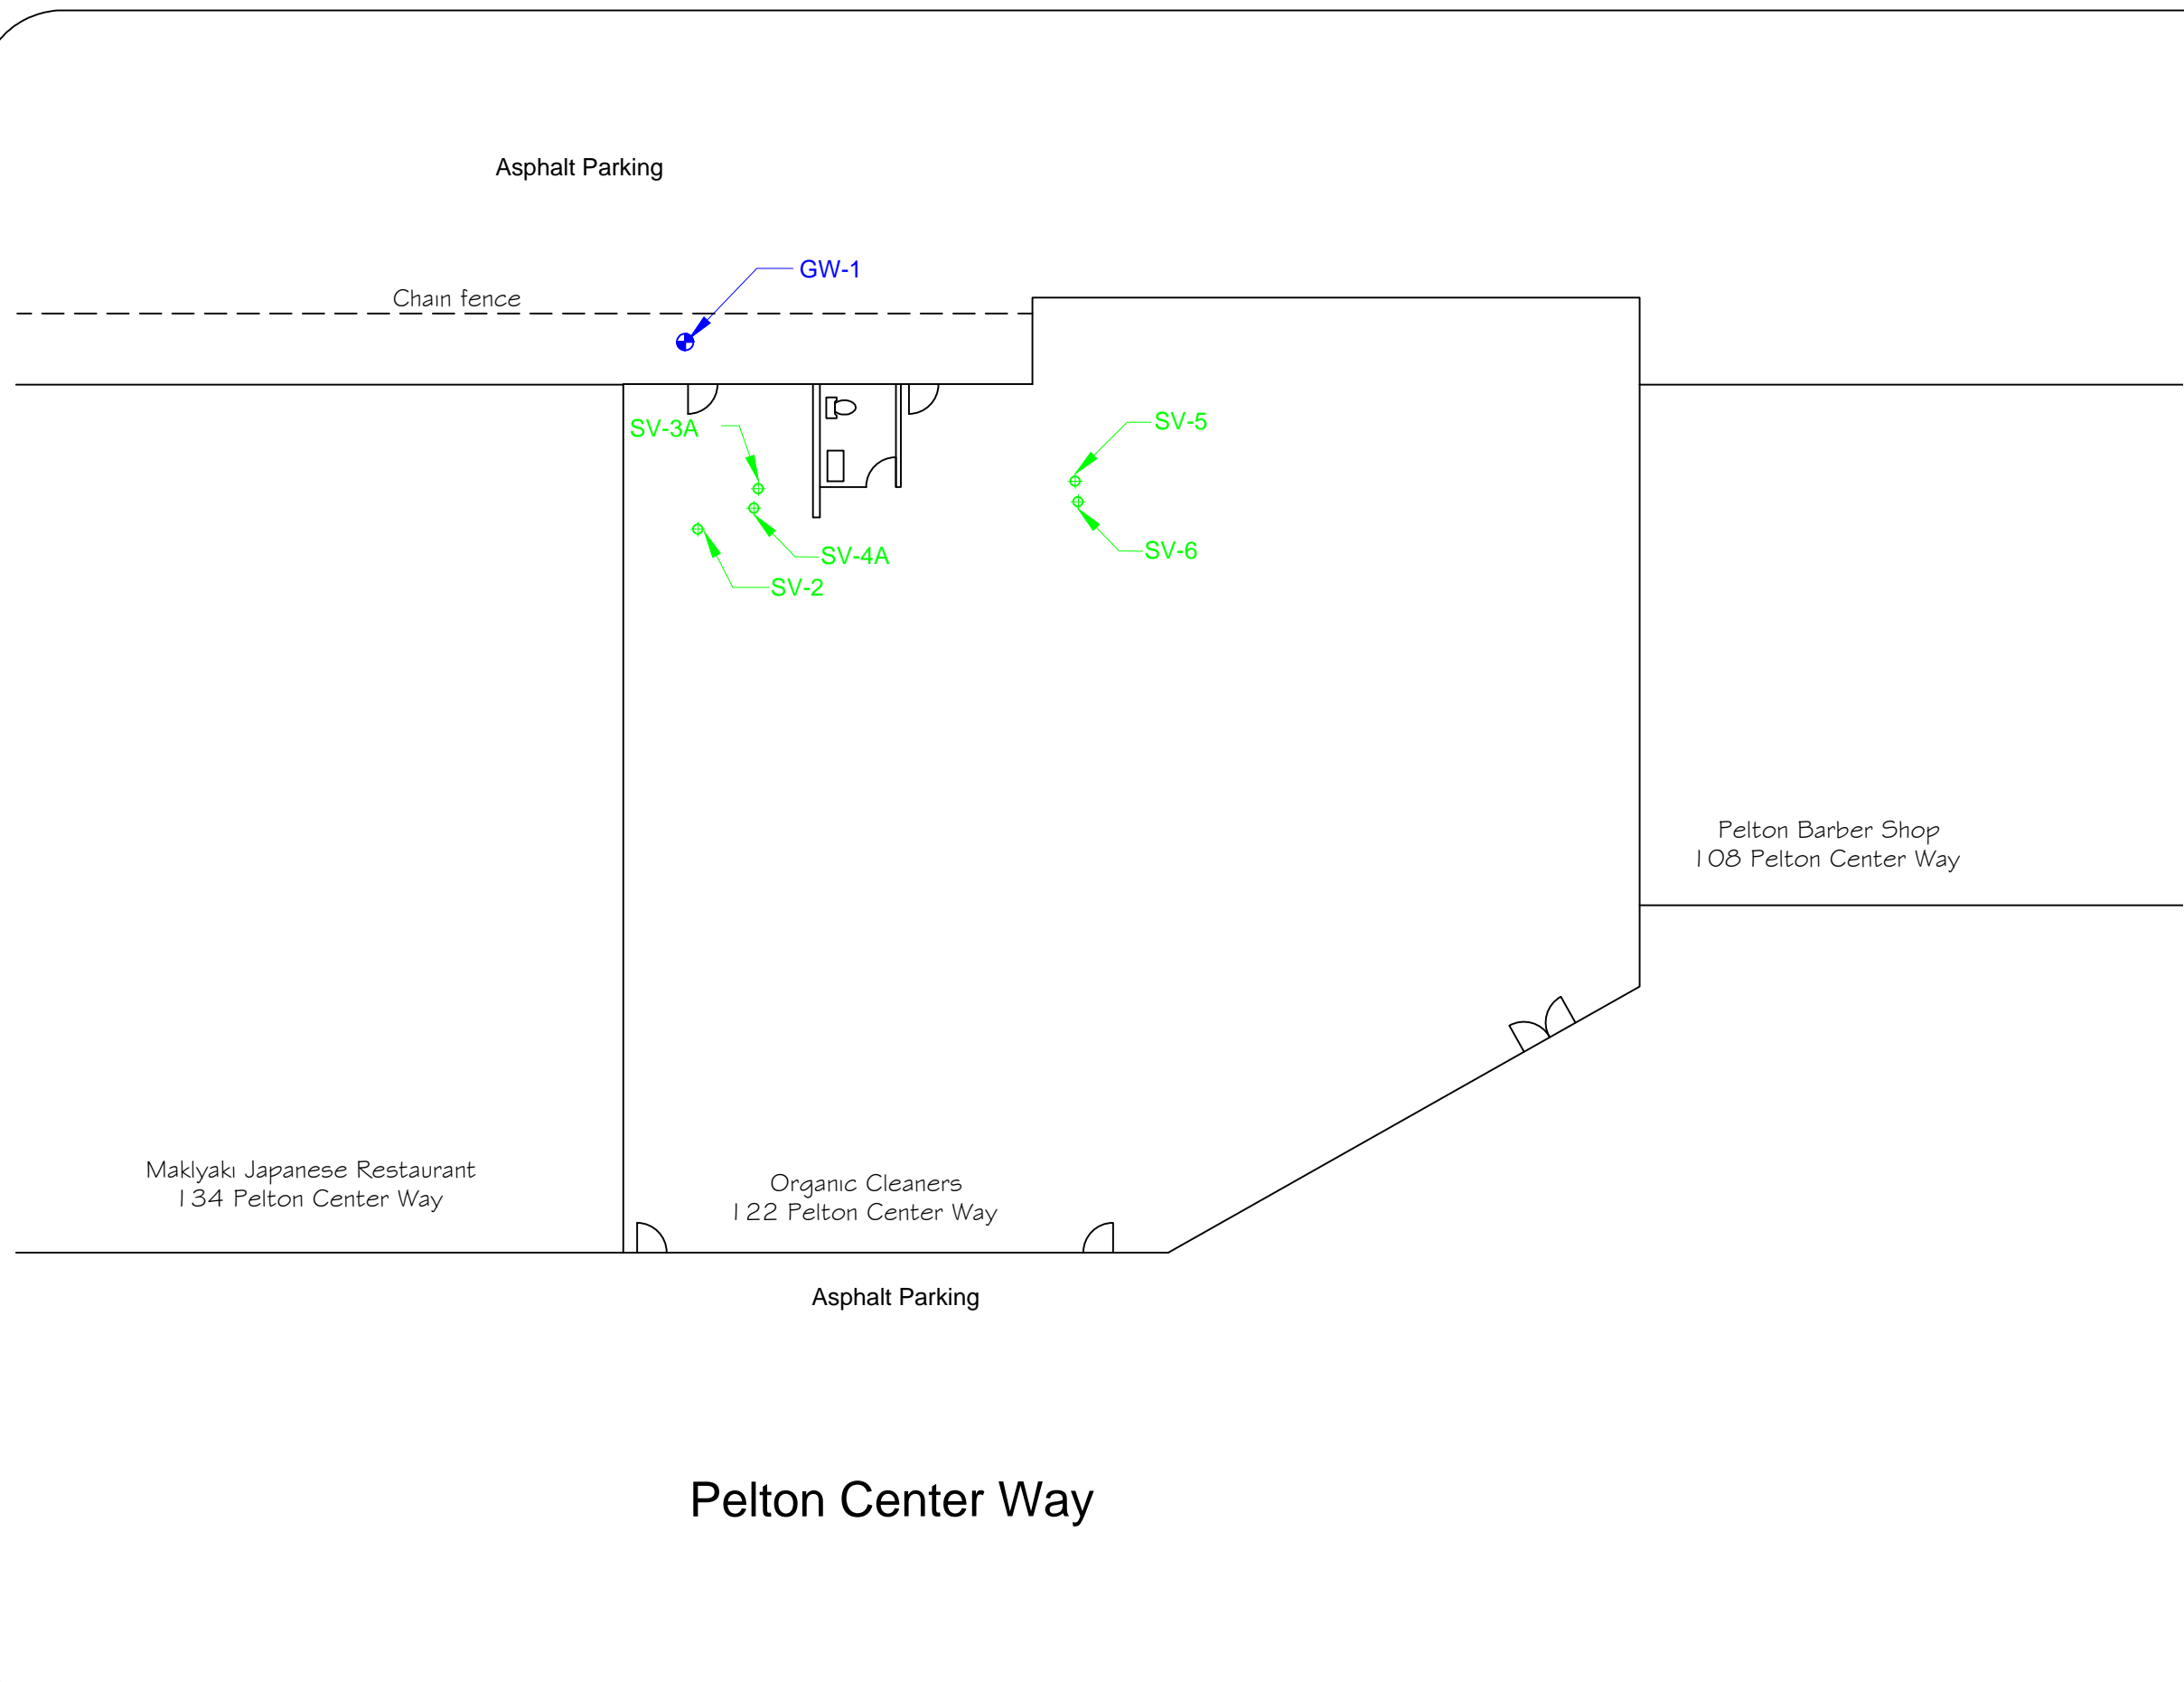 Asphalt Parking
GW-1
Chain fence
SV-3A
SV-5
SV-4A
SV-6
SV-2
Pelton Barber Shop
108 Pelton Center Way
Maklyaki Japanese Restaurant
134 Pelton Center Way
Organic Cleaners
122 Pelton Center Way
Asphalt Parking
Pelton Center Way